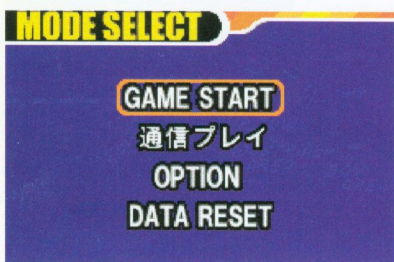 MODE SELECT
GAME START
通信プレイ
OPTION
DATA RESET